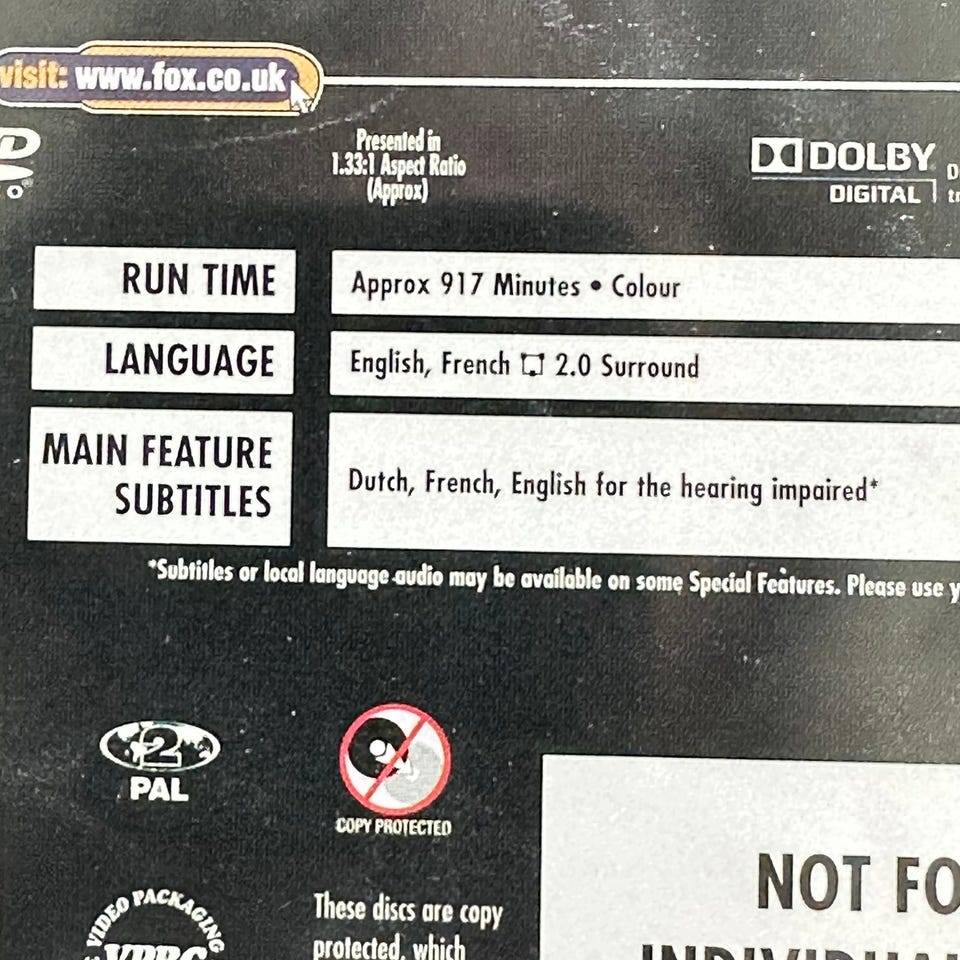 visit: www.fox.co.uk
Presented in
1.33:1 Aspect Ratio
(Approx)
DOLBY
DIGITAL
RUN TIME
Approx 917 Minutes • Colour
LANGUAGE
English, French 2.0 Surround
MAIN FEATURE
SUBTITLES
Dutch, French, English for the hearing impaired*
*Subtitles or local language audio may be available on some Special Features. Please use
2
PAL
COPY PROTECTED
VIDEO PACKAGING
These discs are copy
protected, which
NOT